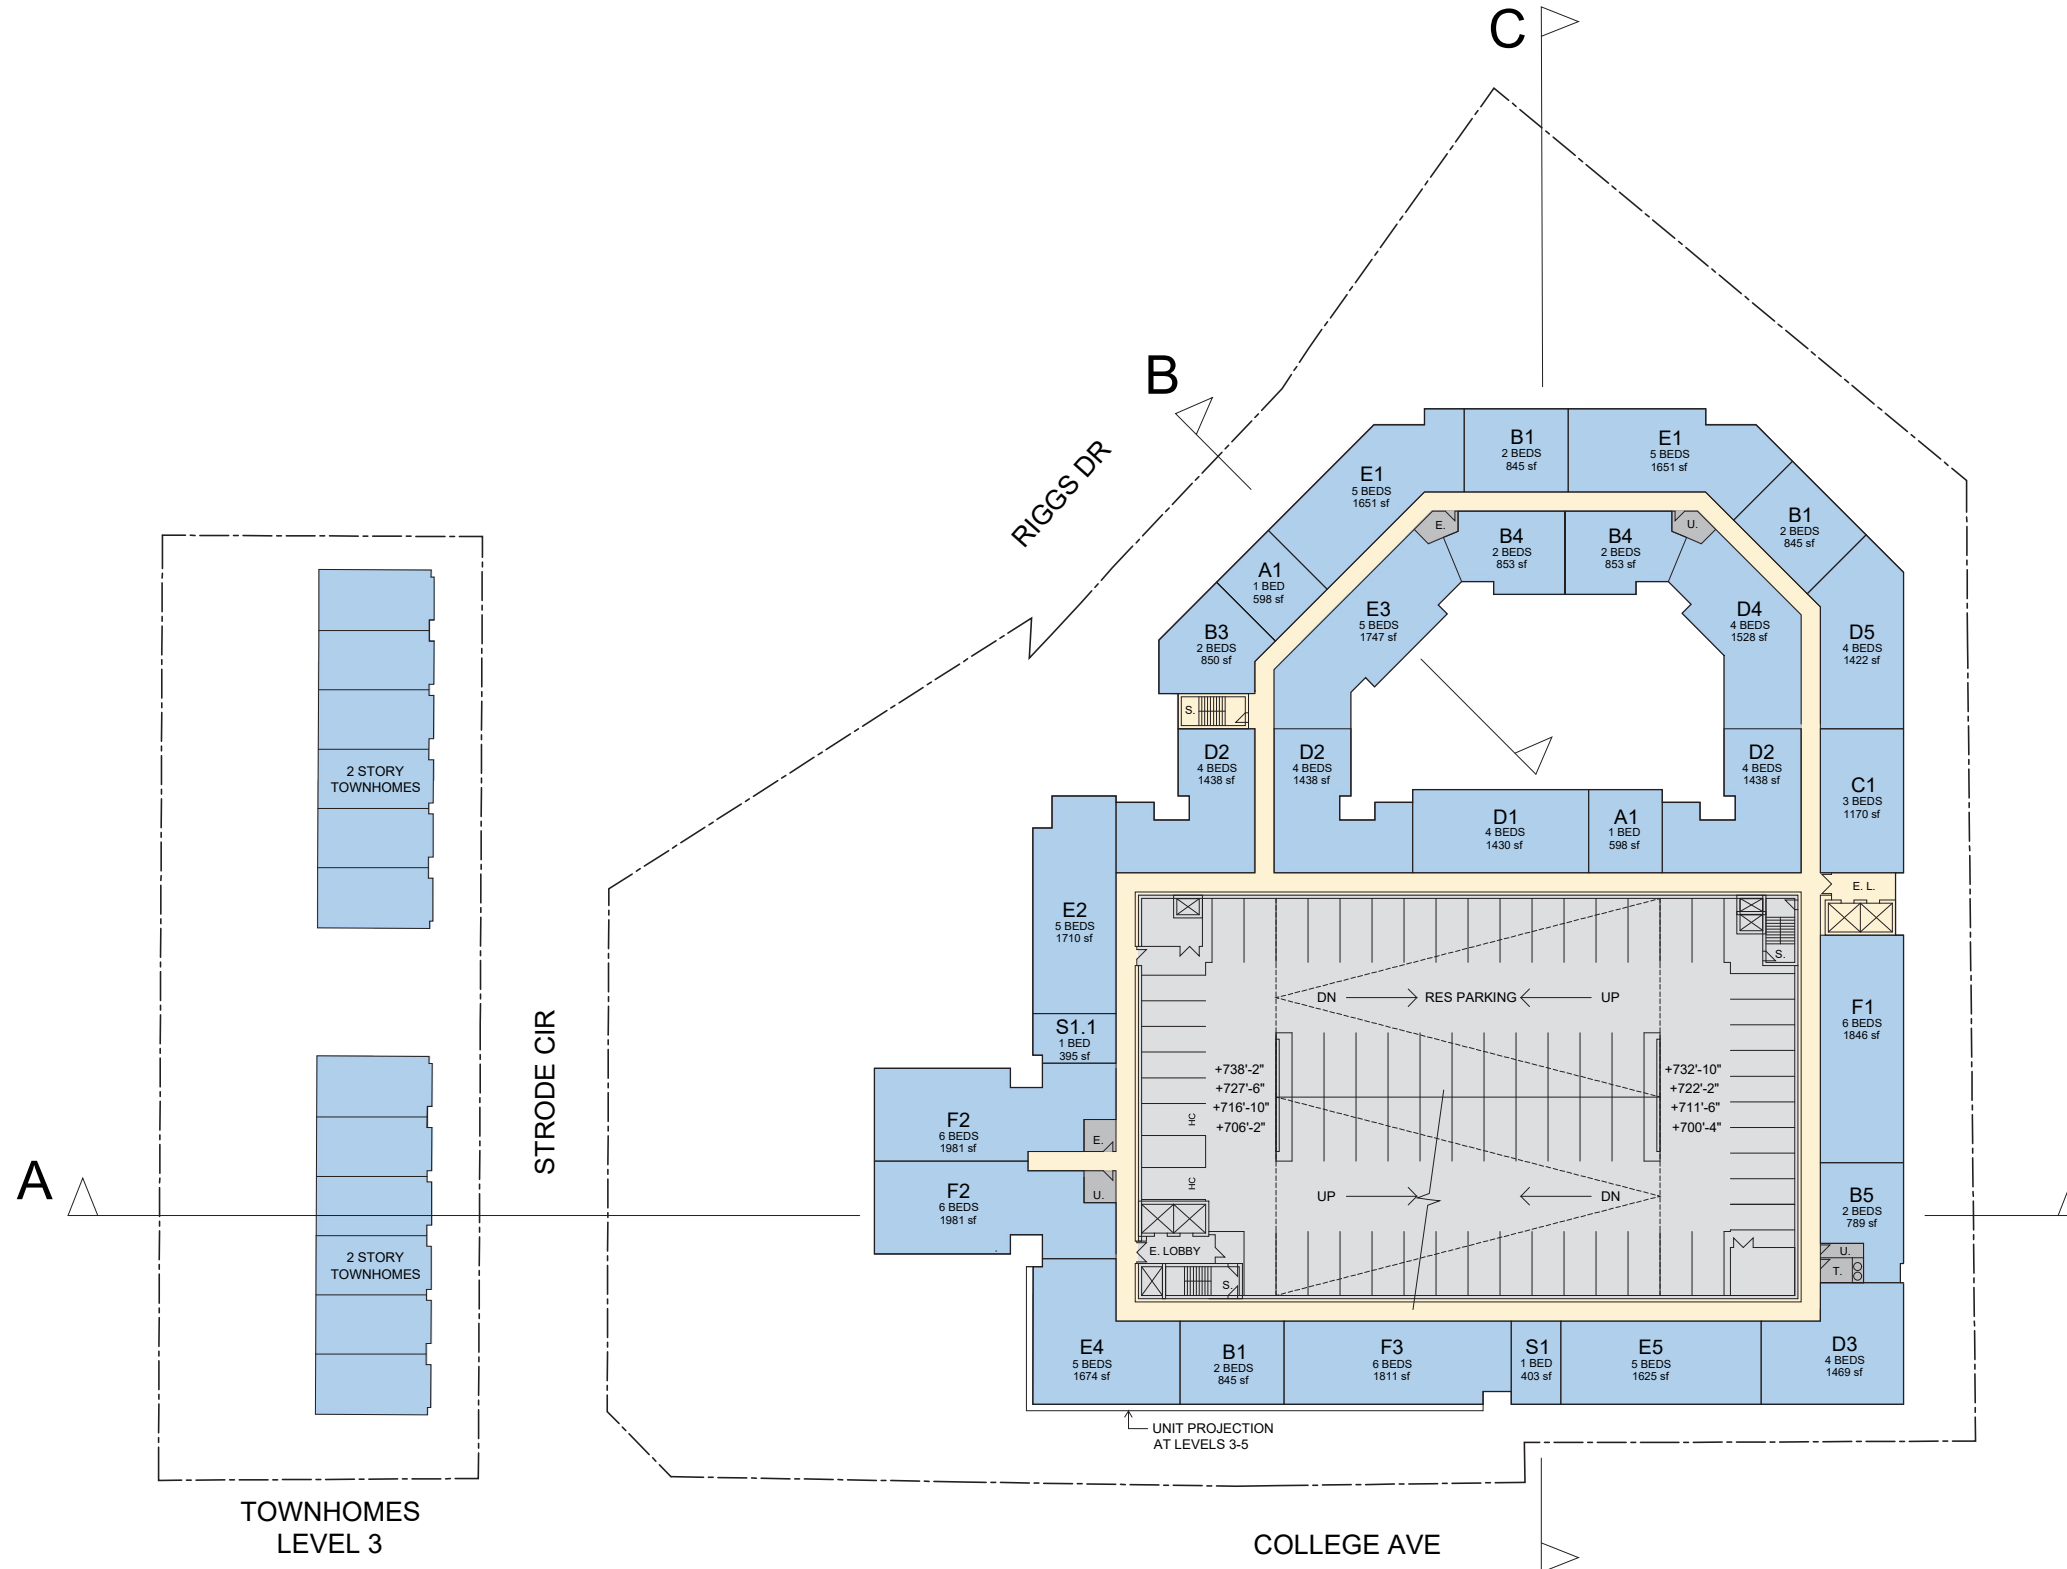 C
B
RIGGS DR
B1
2 BEDS
845 sf
E1
5 BEDS
1651 sf
E1
5 BEDS
1651 sf
B1
2 BEDS
845 sf
E.
B4
2 BEDS
853 sf
B4
2 BEDS
853 sf
U.
A1
1 BED
598 sf
E3
5 BEDS
1747 sf
D4
4 BEDS
1528 sf
B3
2 BEDS
850 sf
D5
4 BEDS
1422 sf
S.
D2
4 BEDS
1438 sf
D2
4 BEDS
1438 sf
D2
4 BEDS
1438 sf
C1
3 BEDS
1170 sf
D1
4 BEDS
1430 sf
A1
1 BED
598 sf
2 STORY
TOWNHOMES
E. L.
E2
5 BEDS
1710 sf
S.
DN
RES PARKING
UP
F1
6 BEDS
1846 sf
S1.1
1 BED
395 sf
STRODE CIR
+738'-2"
+727'-6"
+716'-10"
+706'-2"
+732'-10"
+722'-2"
+711'-6"
+700'-4"
HC
HC
F2
6 BEDS
1981 sf
E.
U.
F2
6 BEDS
1981 sf
A
UP
DN
B5
2 BEDS
789 sf
E. LOBBY
S.
U.
T.
2 STORY
TOWNHOMES
E4
5 BEDS
1674 sf
B1
2 BEDS
845 sf
F3
6 BEDS
1811 sf
S1
1 BED
403 sf
E5
5 BEDS
1625 sf
D3
4 BEDS
1469 sf
UNIT PROJECTION
AT LEVELS 3-5
TOWNHOMES
LEVEL 3
COLLEGE AVE